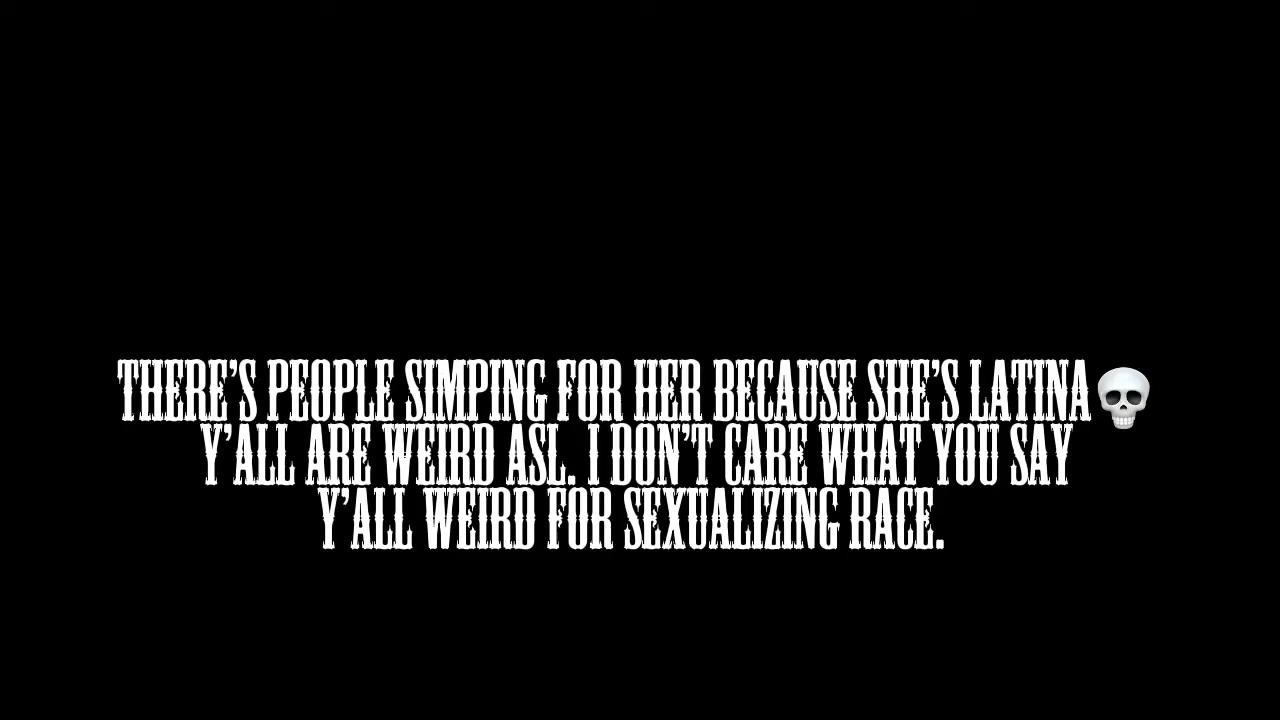 THERE'S PEOPLE SIMPING FOR HER BECAUSE SHE'S LATINA💀
Y'ALL ARE WEIRD ASL. I DON'T CARE WHAT YOU SAY
Y'ALL WEIRD FOR SEXUALIZING RACE.